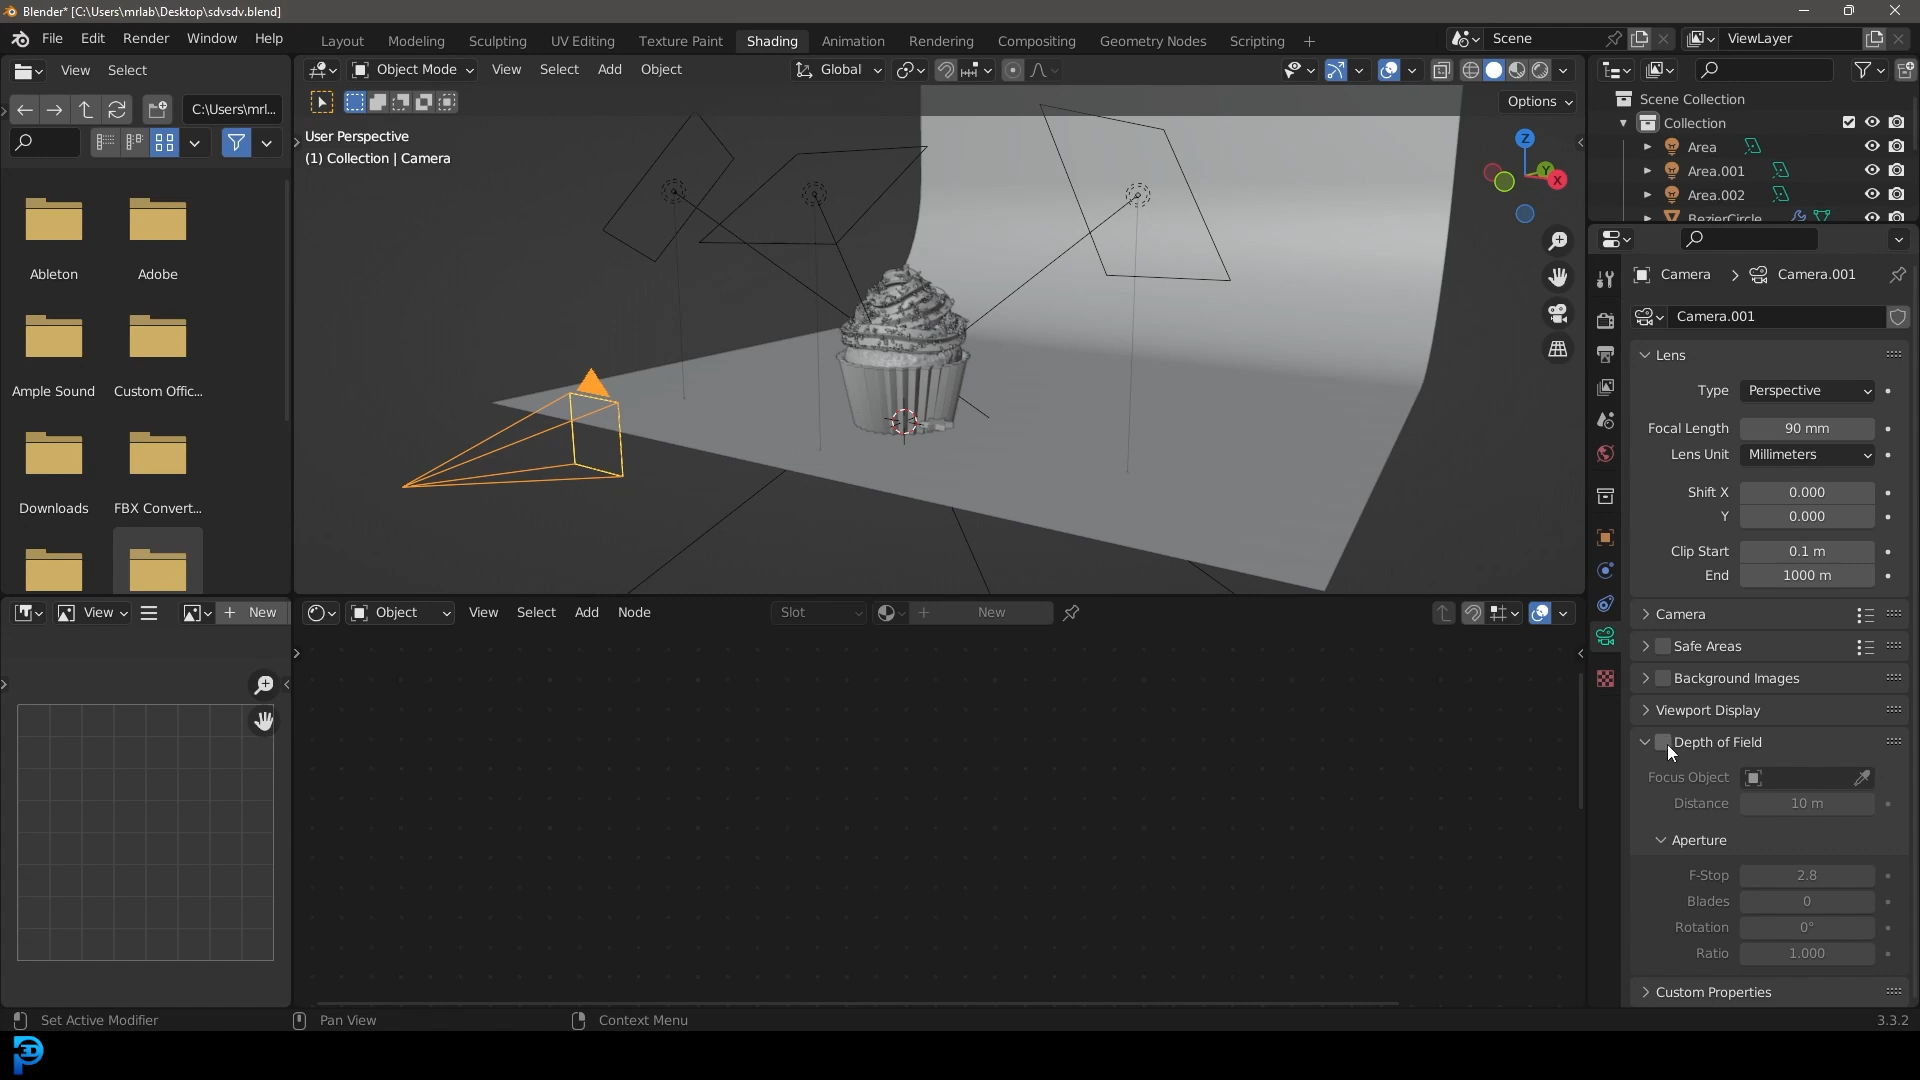 Blender* [C:\Users\mrlab\Desktop\sdvsdv.blend]
File Edit Render Window Help
Layout Modeling Sculpting UV Editing Texture Paint Shading Animation Rendering Compositing Geometry Nodes Scripting +
Scene
ViewLayer
View Select
Object Mode View Select Add Object
Global
C:\Users\mrl...
Options
User Perspective
(1) Collection | Camera
Z
Y
X
Scene Collection
Collection
Area
Area.001
Area.002
BezierCircle
Ableton
Adobe
Ample Sound
Custom Offic...
Downloads
FBX Convert...
Camera > Camera.001
Camera.001
Lens
Type Perspective
Focal Length 90 mm
Lens Unit Millimeters
Shift X 0.000
Y 0.000
Clip Start 0.1 m
End 1000 m
Camera
Safe Areas
Background Images
Viewport Display
Depth of Field
Focus Object
Distance 10 m
Aperture
F-Stop 2.8
Blades 0
Rotation 0°
Ratio 1.000
Custom Properties
View
+ New
Object View Select Add Node
Slot
+ New
Set Active Modifier
Pan View
Context Menu
3.3.2
3D